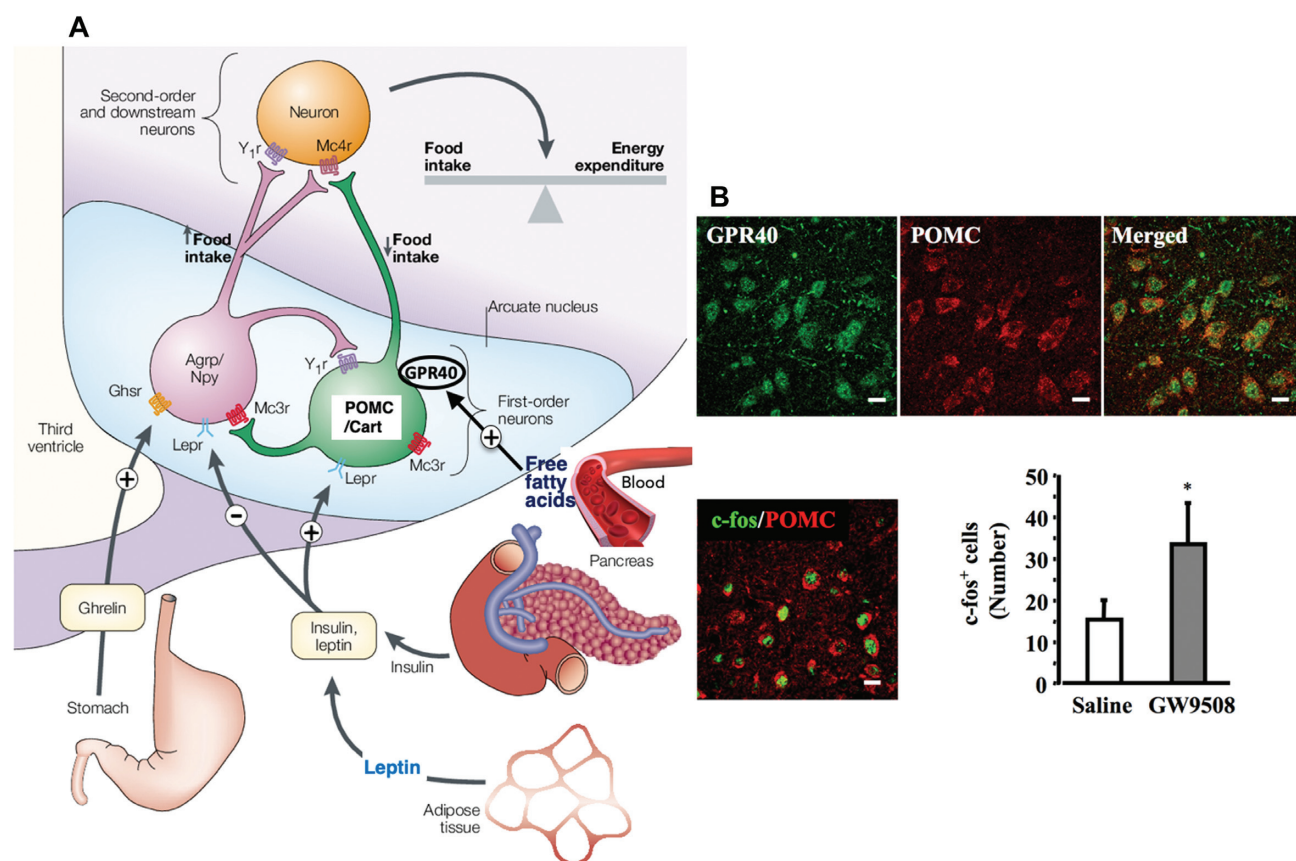 A
Second-order
and downstream
neurons
Neuron
Y1r
Mc4r
Food
intake
Energy
expenditure
Food
intake
Food
intake
Arcuate nucleus
Agrp/
Npy
Y1r
GPR40
Ghsr
Mc3r
POMC
/Cart
First-order
neurons
Third
ventricle
Lepr
Lepr
Mc3r
+
-
+
+
Free
fatty
acids
Blood
Pancreas
Ghrelin
Insulin,
leptin
Insulin
Stomach
Leptin
Adipose
tissue
B
GPR40
POMC
Merged
c-fos/POMC
c-fos+ cells
(Number)
50
40
30
20
10
0
*
Saline
GW9508